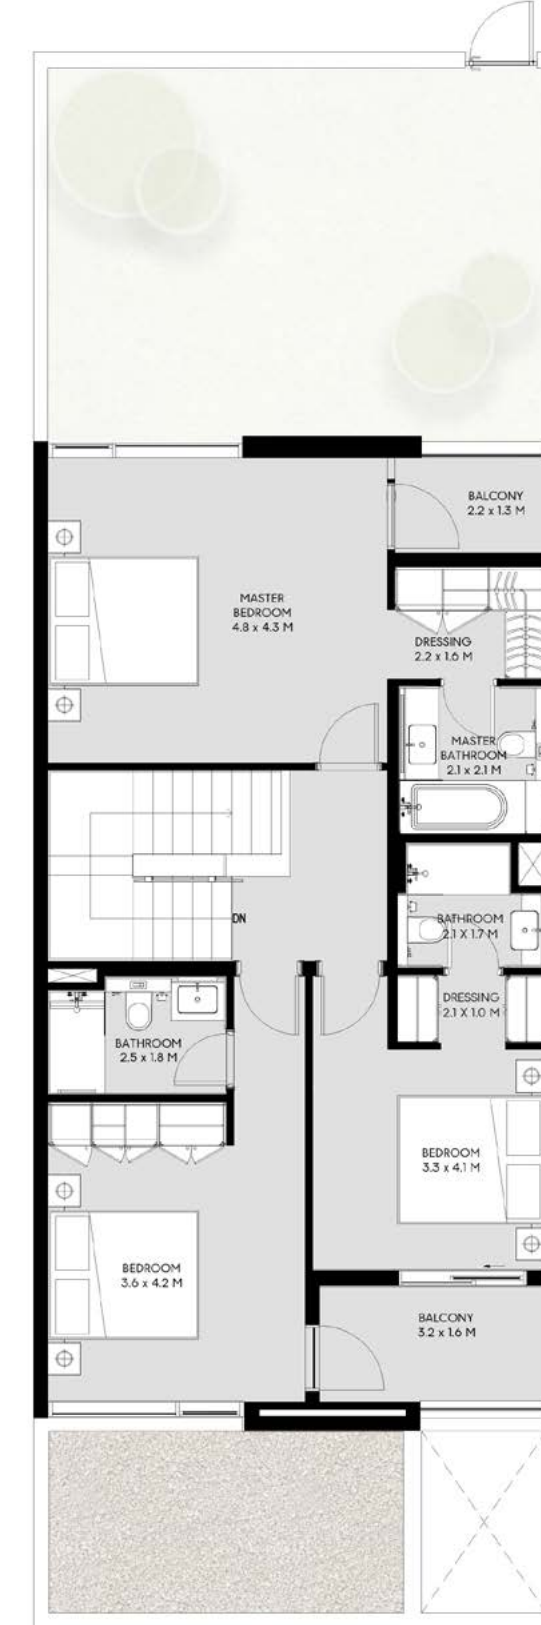 BALCONY
2.2 x 1.3 M
MASTER
BEDROOM
4.8 x 4.3 M
DRESSING
2.2 x 1.6 M
MASTER
BATHROOM
2.1 x 2.1 M
DN
BATHROOM
2.1 X 1.7 M
DRESSING
2.1 X 1.0 M
BATHROOM
2.5 x 1.8 M
BEDROOM
3.3 x 4.1 M
BEDROOM
3.6 x 4.2 M
BALCONY
3.2 x 1.6 M